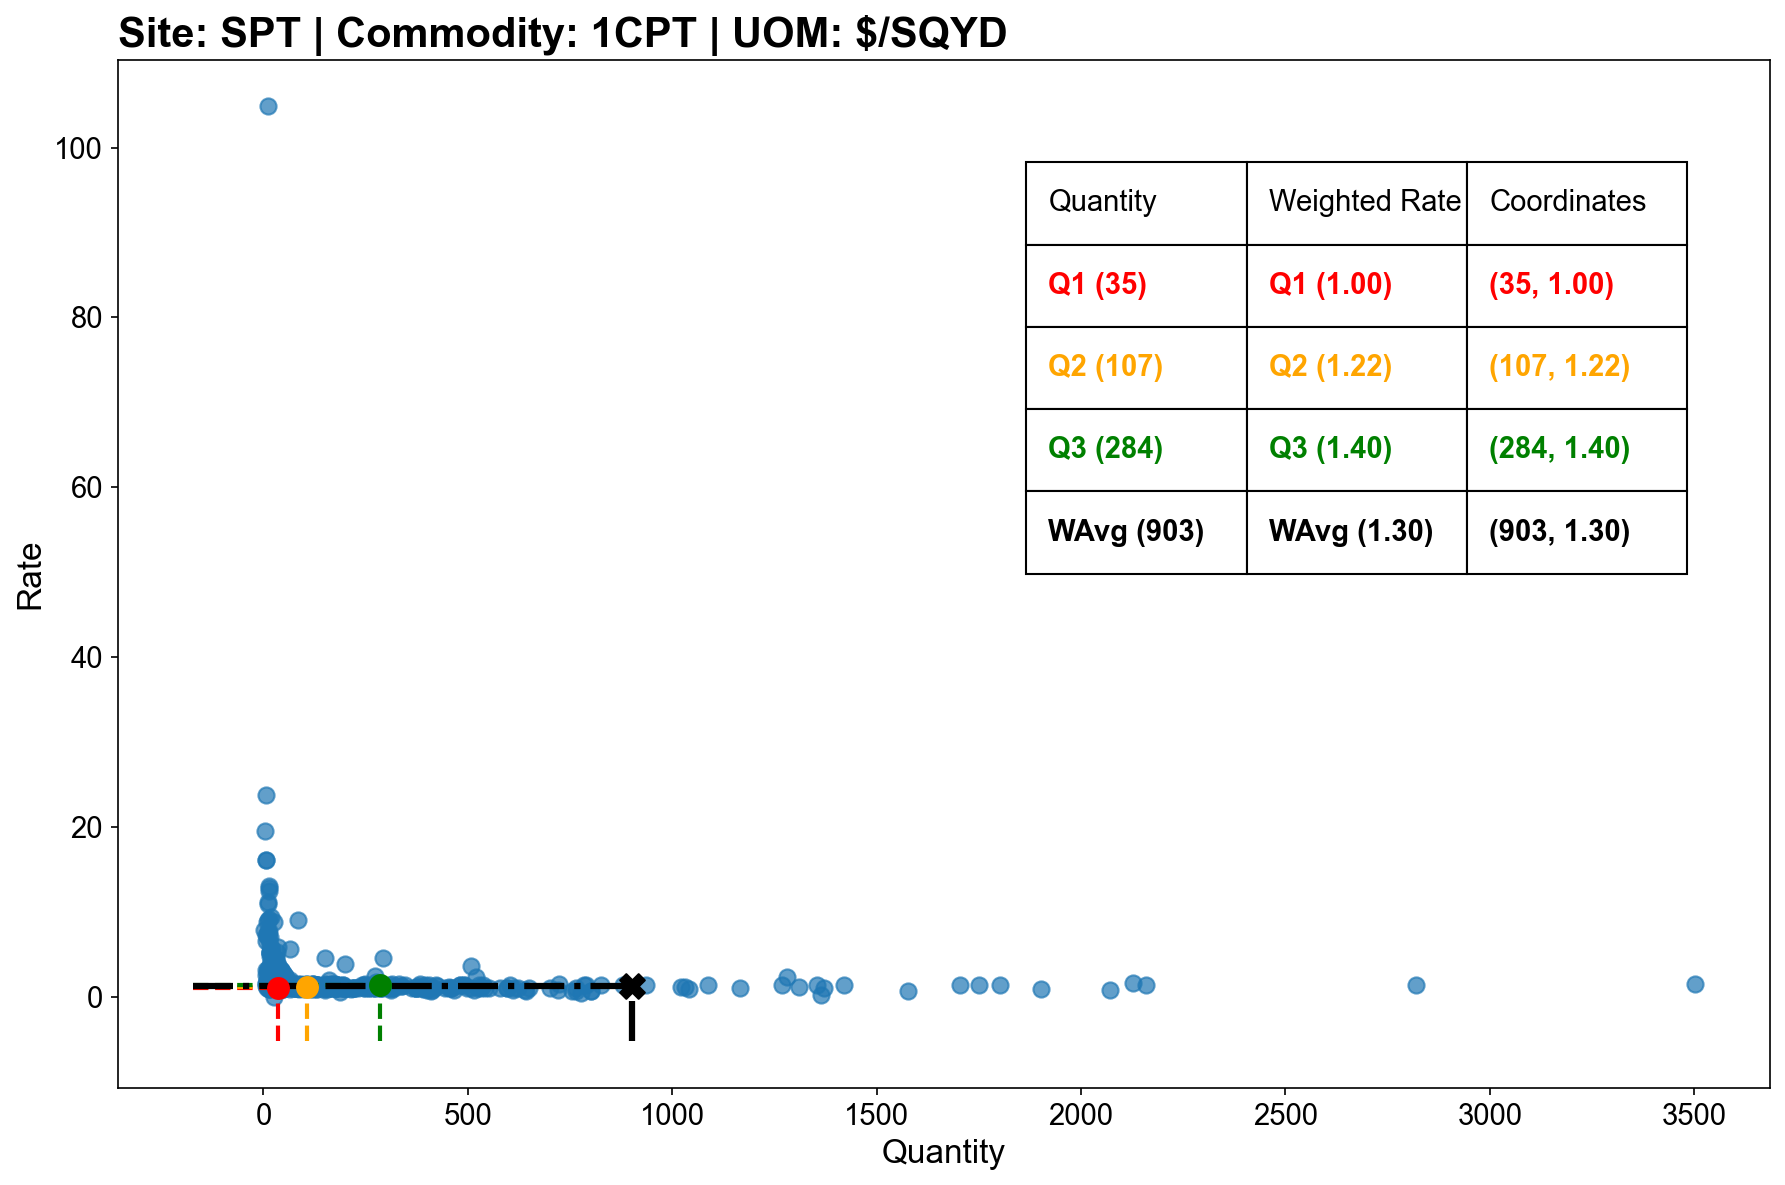 Site: SPT | Commodity: 1CPT | UOM: $/SQYD
100
80
60
40
20
0
Rate
Quantity Weighted Rate Coordinates
Q1 (35) Q1 (1.00) (35, 1.00)
Q2 (107) Q2 (1.22) (107, 1.22)
Q3 (284) Q3 (1.40) (284, 1.40)
WAvg (903) WAvg (1.30) (903, 1.30)
0 500 1000 1500 2000 2500 3000 3500
Quantity